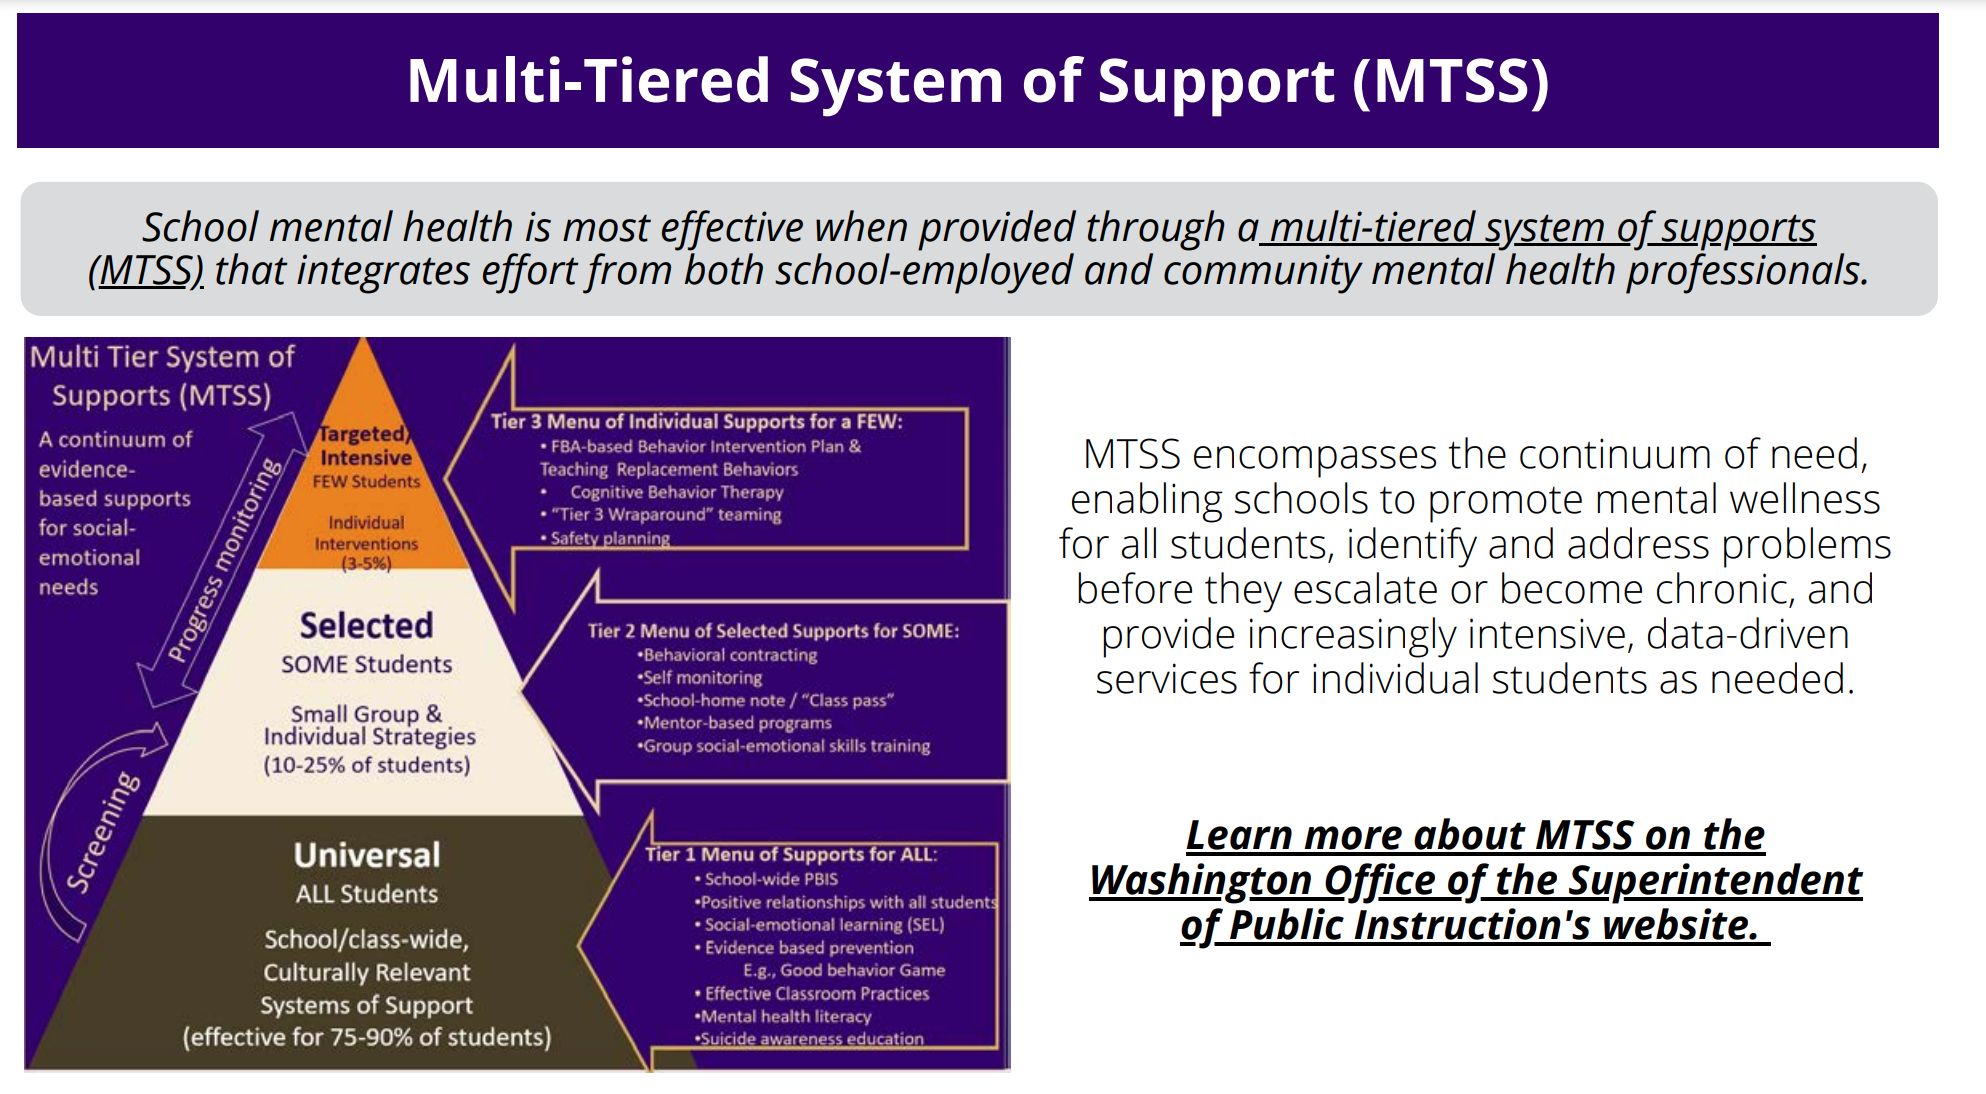 Multi-Tiered System of Support (MTSS)
School mental health is most effective when provided through a multi-tiered system of supports
(MTSS) that integrates effort from both school-employed and community mental health professionals.
Multi Tier System of
Supports (MTSS)
A continuum of
evidence-
based supports
for social-
emotional
needs
Progress monitoring
Screening
Targeted/
Intensive
FEW Students
Individual
Interventions
(3-5%)
Selected
SOME Students
Small Group &
Individual Strategies
(10-25% of students)
Universal
ALL Students
School/class-wide,
Culturally Relevant
Systems of Support
(effective for 75-90% of students)
Tier 3 Menu of Individual Supports for a FEW:
• FBA-based Behavior Intervention Plan &
Teaching Replacement Behaviors
• Cognitive Behavior Therapy
• “Tier 3 Wraparound” teaming
• Safety planning
Tier 2 Menu of Selected Supports for SOME:
•Behavioral contracting
•Self monitoring
•School-home note / “Class pass”
•Mentor-based programs
•Group social-emotional skills training
Tier 1 Menu of Supports for ALL:
• School-wide PBIS
•Positive relationships with all students
• Social-emotional learning (SEL)
• Evidence based prevention
E.g., Good behavior Game
• Effective Classroom Practices
•Mental health literacy
•Suicide awareness education
MTSS encompasses the continuum of need,
enabling schools to promote mental wellness
for all students, identify and address problems
before they escalate or become chronic, and
provide increasingly intensive, data-driven
services for individual students as needed.
Learn more about MTSS on the
Washington Office of the Superintendent
of Public Instruction's website.